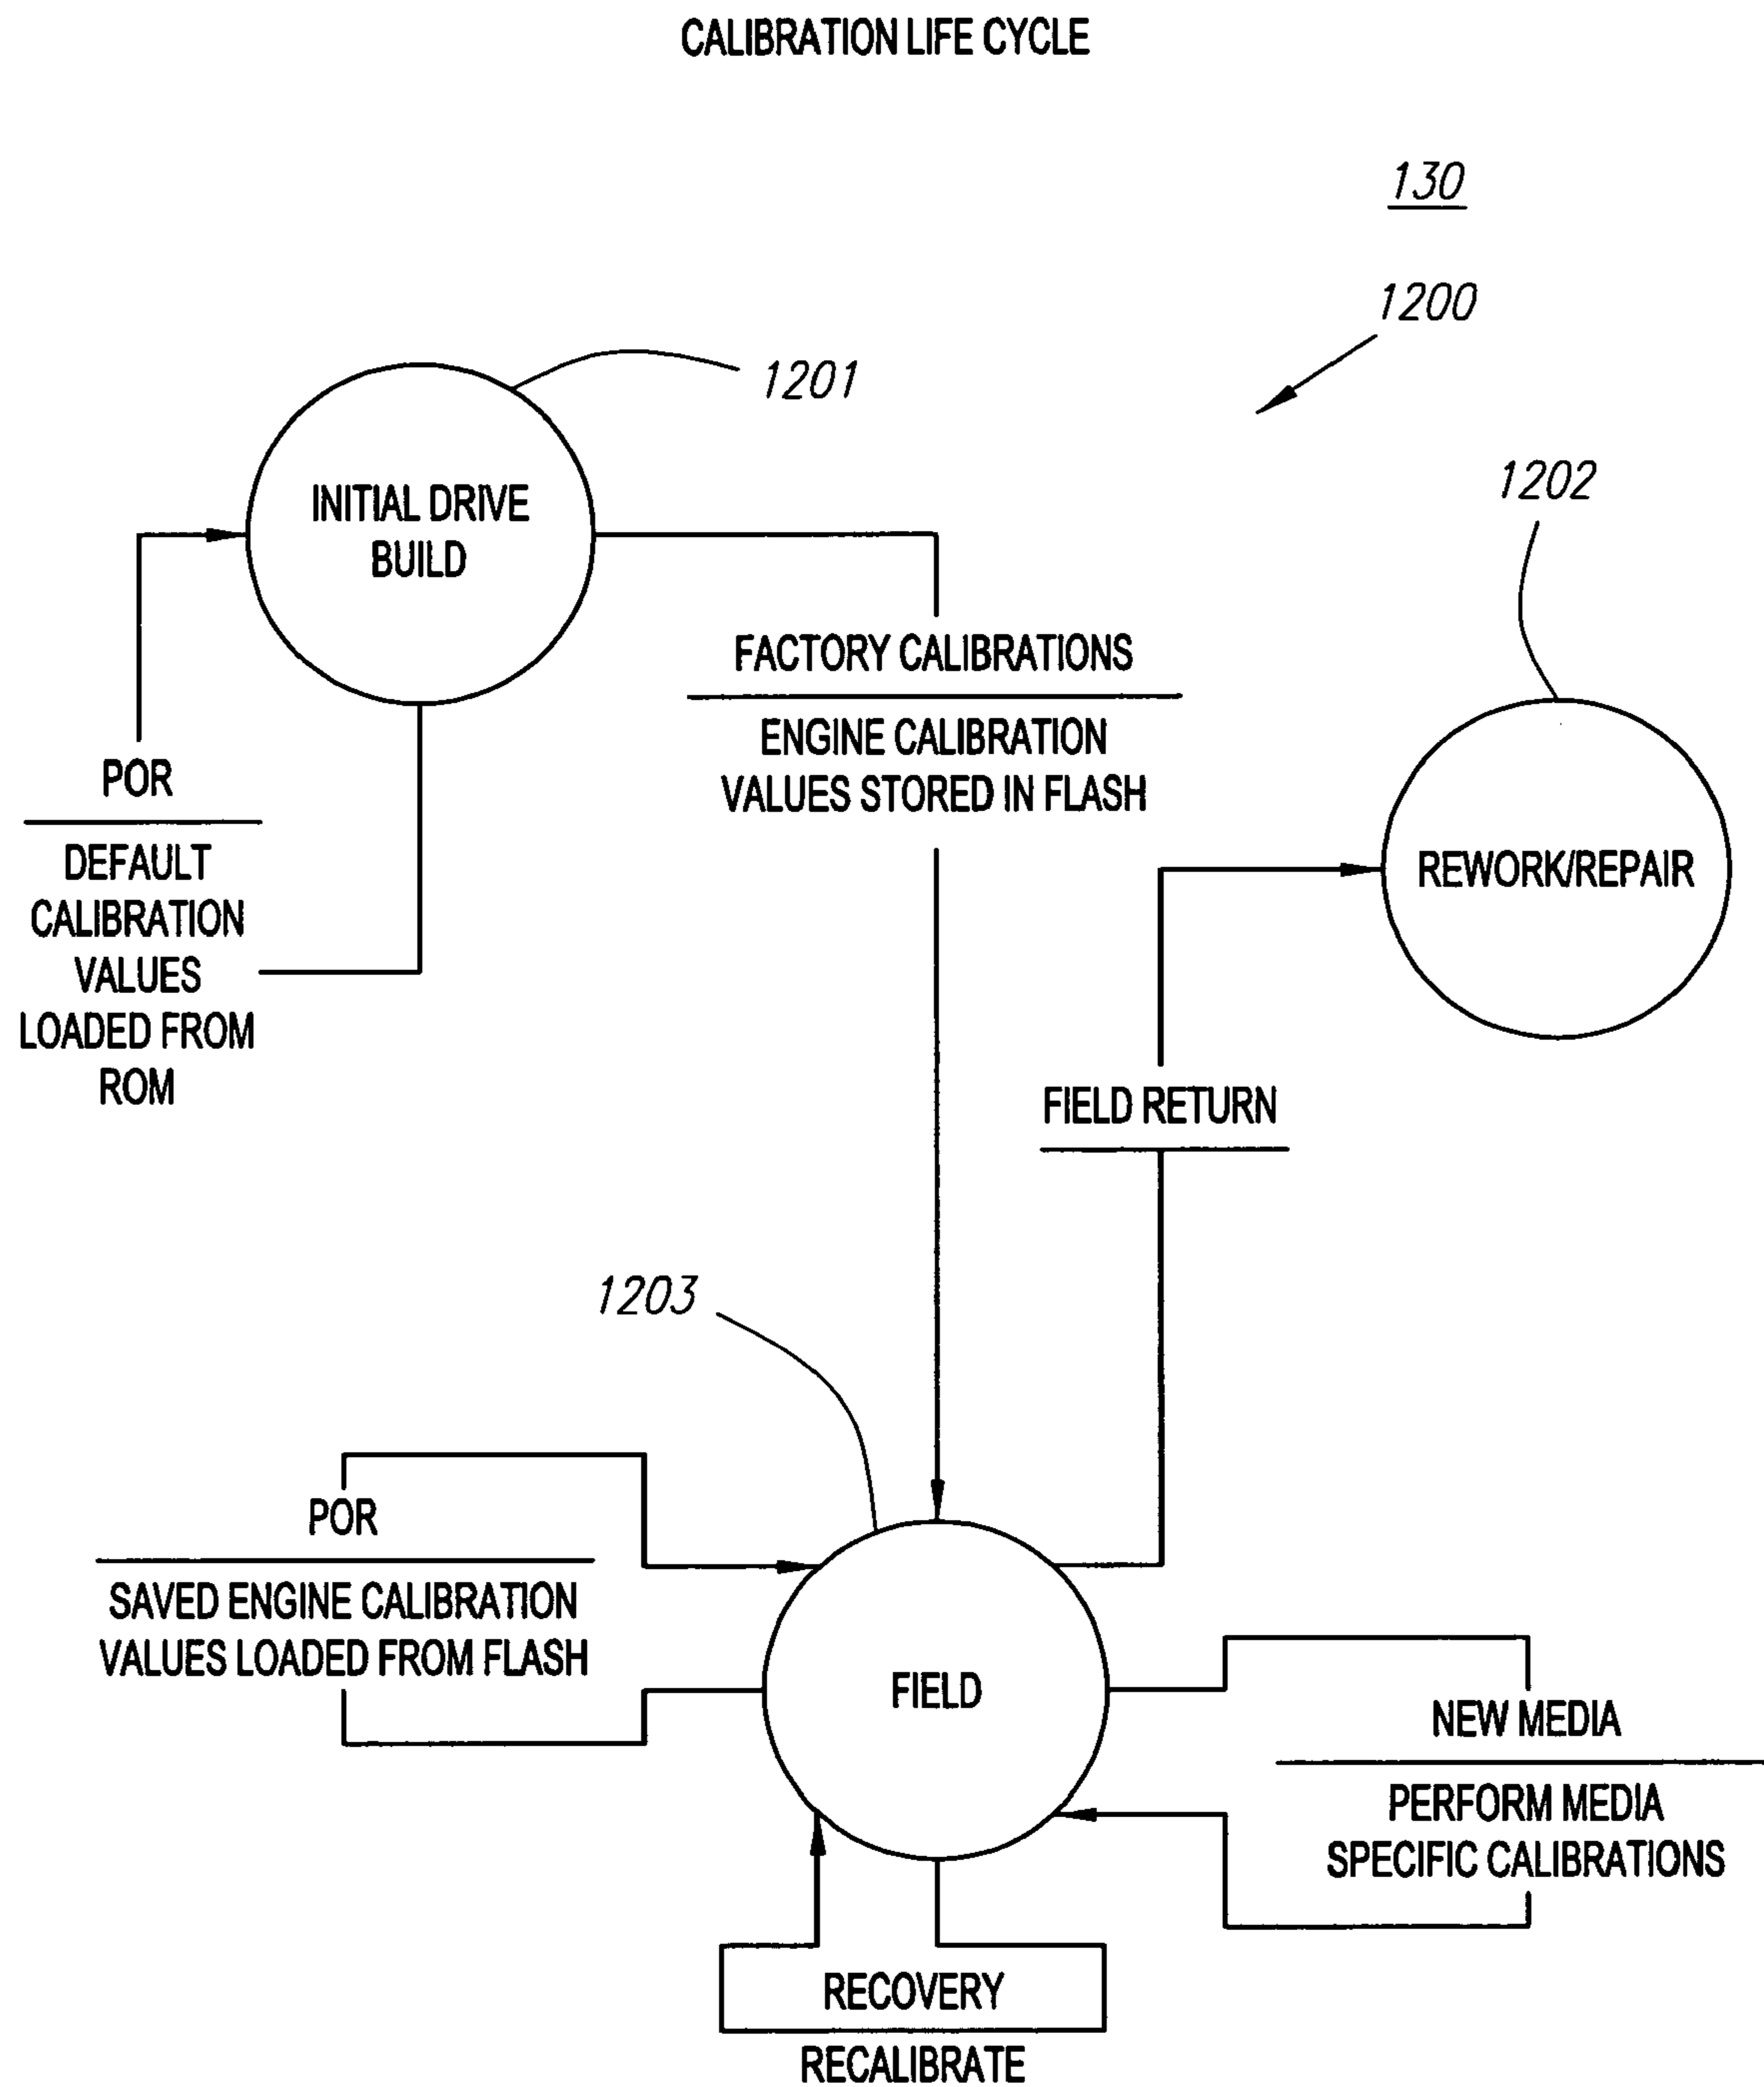 CALIBRATION LIFE CYCLE
130
1200
1201
INITIAL DRIVE
BUILD
1202
FACTORY CALIBRATIONS
ENGINE CALIBRATION
VALUES STORED IN FLASH
POR
DEFAULT
CALIBRATION
VALUES
LOADED FROM
ROM
REWORK/REPAIR
FIELD RETURN
1203
POR
SAVED ENGINE CALIBRATION
VALUES LOADED FROM FLASH
FIELD
NEW MEDIA
PERFORM MEDIA
SPECIFIC CALIBRATIONS
RECOVERY
RECALIBRATE